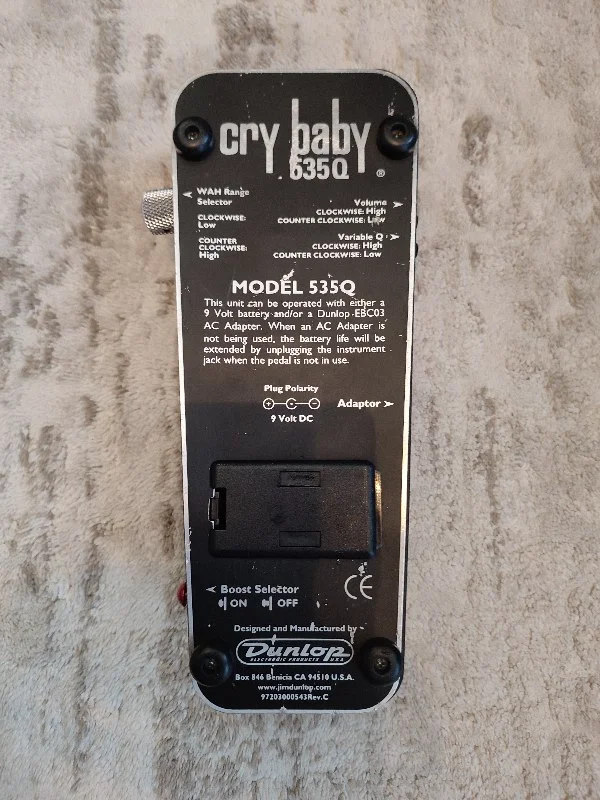 cry baby
535Q ®
WAH Range
Selector
CLOCKWISE:
Low
COUNTER
CLOCKWISE:
High
Volume
CLOCKWISE: High
COUNTER CLOCKWISE: Low
Variable Q
CLOCKWISE: High
COUNTER CLOCKWISE: Low
MODEL 535Q
This unit can be operated with either a
9 Volt battery and/or a Dunlop EBC03
AC Adapter. When an AC Adapter is
not being used, the battery life will be
extended by unplugging the instrument
jack when the pedal is not in use.
Plug Polarity
Adaptor
9 Volt DC
Boost Selector
ON OFF
CE
Designed and Manufactured by
Dunlop
ELECTRONIC PRODUCTS U.S.A.
Box 846 Benicia CA 94510 U.S.A.
www.jimdunlop.com
97203000543Rev.C